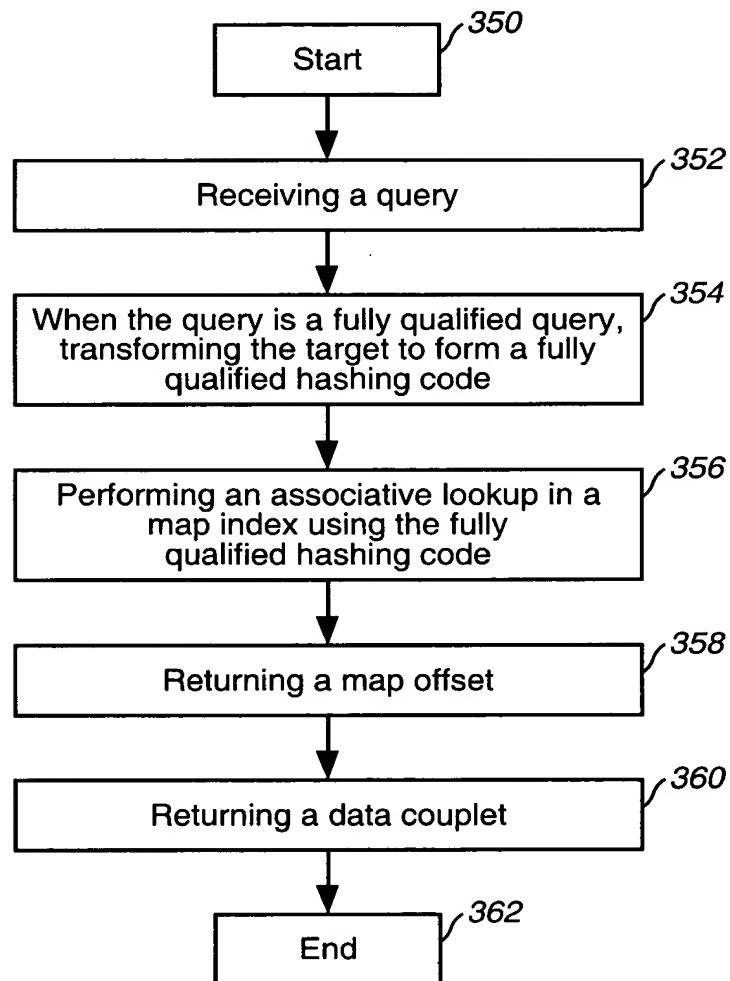 350
Start
352
Receiving a query
354
When the query is a fully qualified query,
transforming the target to form a fully
qualified hashing code
356
Performing an associative lookup in a
map index using the fully
qualified hashing code
358
Returning a map offset
360
Returning a data couplet
362
End